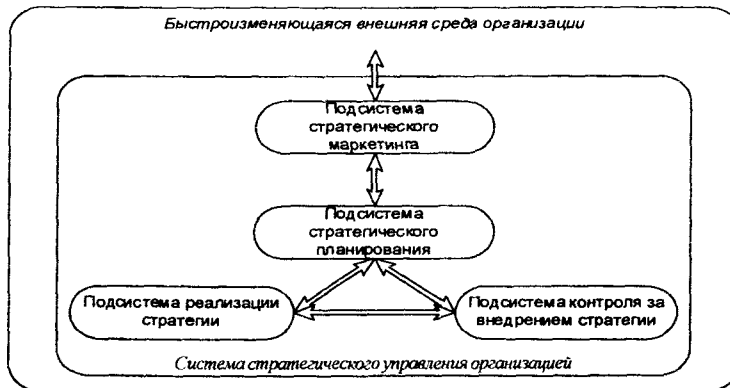 Быстроизменяющаяся внешняя среда организации
Подсистема
стратегического
маркетинга
Подсистема
стратегического
планирования
Подсистема реализации
стратегии
Подсистема контроля за
внедрением стратегии
Система стратегического управления организацией